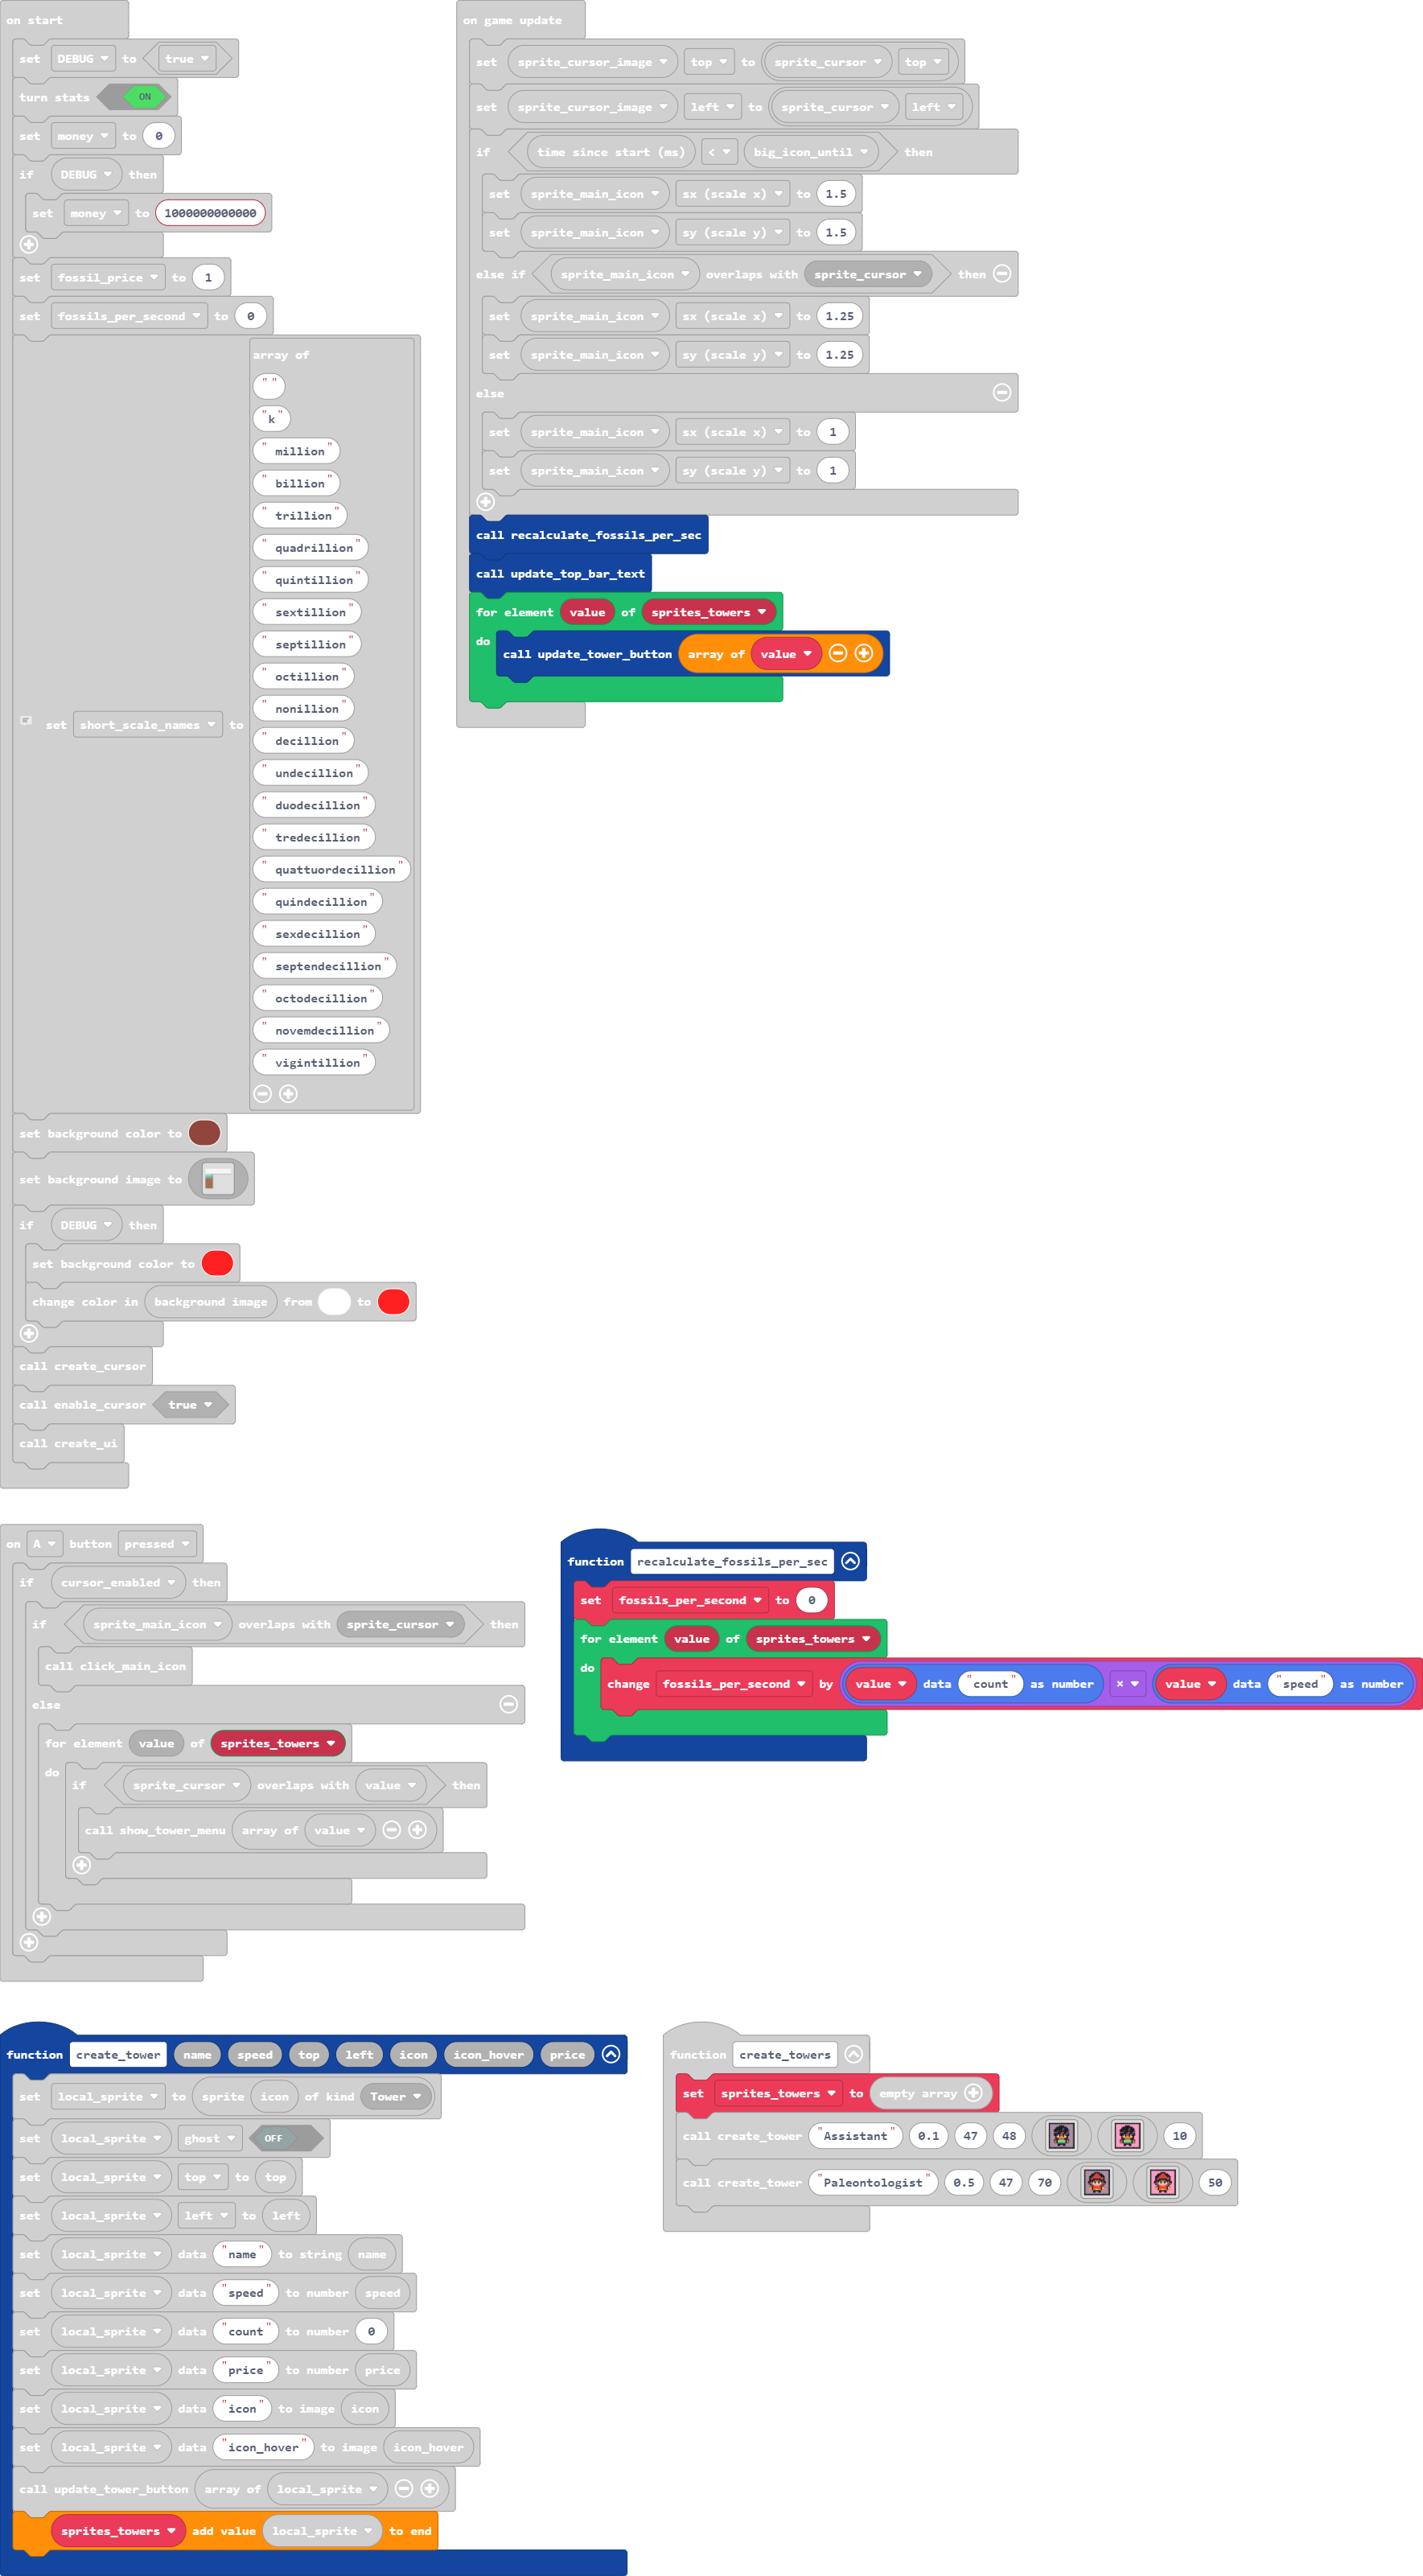 on start
set DEBUG to true
turn stats ON
set money to 0
if DEBUG then
set money to 1000000000000
set fossil_price to 1
set fossils_per_second to 0
set short_scale_names to
array of
" "
"k"
" million"
" billion"
" trillion"
" quadrillion"
" quintillion"
" sextillion"
" septillion"
" octillion"
" nonillion"
" decillion"
" undecillion"
" duodecillion"
" tredecillion"
" quattuordecillion"
" quindecillion"
" sexdecillion"
" septendecillion"
" octodecillion"
" novemdecillion"
" vigintillion"
set background color to
set background image to
if DEBUG then
set background color to
change color in background image from to
call create_cursor
call enable_cursor true
call create_ui
on game update
set sprite_cursor_image top to sprite_cursor top
set sprite_cursor_image left to sprite_cursor left
if time since start (ms) < big_icon_until then
set sprite_main_icon sx (scale x) to 1.5
set sprite_main_icon sy (scale y) to 1.5
else if sprite_main_icon overlaps with sprite_cursor then
set sprite_main_icon sx (scale x) to 1.25
set sprite_main_icon sy (scale y) to 1.25
else
set sprite_main_icon sx (scale x) to 1
set sprite_main_icon sy (scale y) to 1
call recalculate_fossils_per_sec
call update_top_bar_text
for element value of sprites_towers
do call update_tower_button array of value
on A button pressed
if cursor_enabled then
if sprite_main_icon overlaps with sprite_cursor then
call click_main_icon
else
for element value of sprites_towers
do if sprite_cursor overlaps with value then
call show_tower_menu array of value
function recalculate_fossils_per_sec
set fossils_per_second to 0
for element value of sprites_towers
do change fossils_per_second by value data "count" as number × value data "speed" as number
function create_tower name speed top left icon icon_hover price
set local_sprite to sprite icon of kind Tower
set local_sprite ghost OFF
set local_sprite top to top
set local_sprite left to left
set local_sprite data "name" to string name
set local_sprite data "speed" to number speed
set local_sprite data "count" to number 0
set local_sprite data "price" to number price
set local_sprite data "icon" to image icon
set local_sprite data "icon_hover" to image icon_hover
call update_tower_button array of local_sprite
sprites_towers add value local_sprite to end
function create_towers
set sprites_towers to empty array
call create_tower "Assistant" 0.1 47 48 10
call create_tower "Paleontologist" 0.5 47 70 50